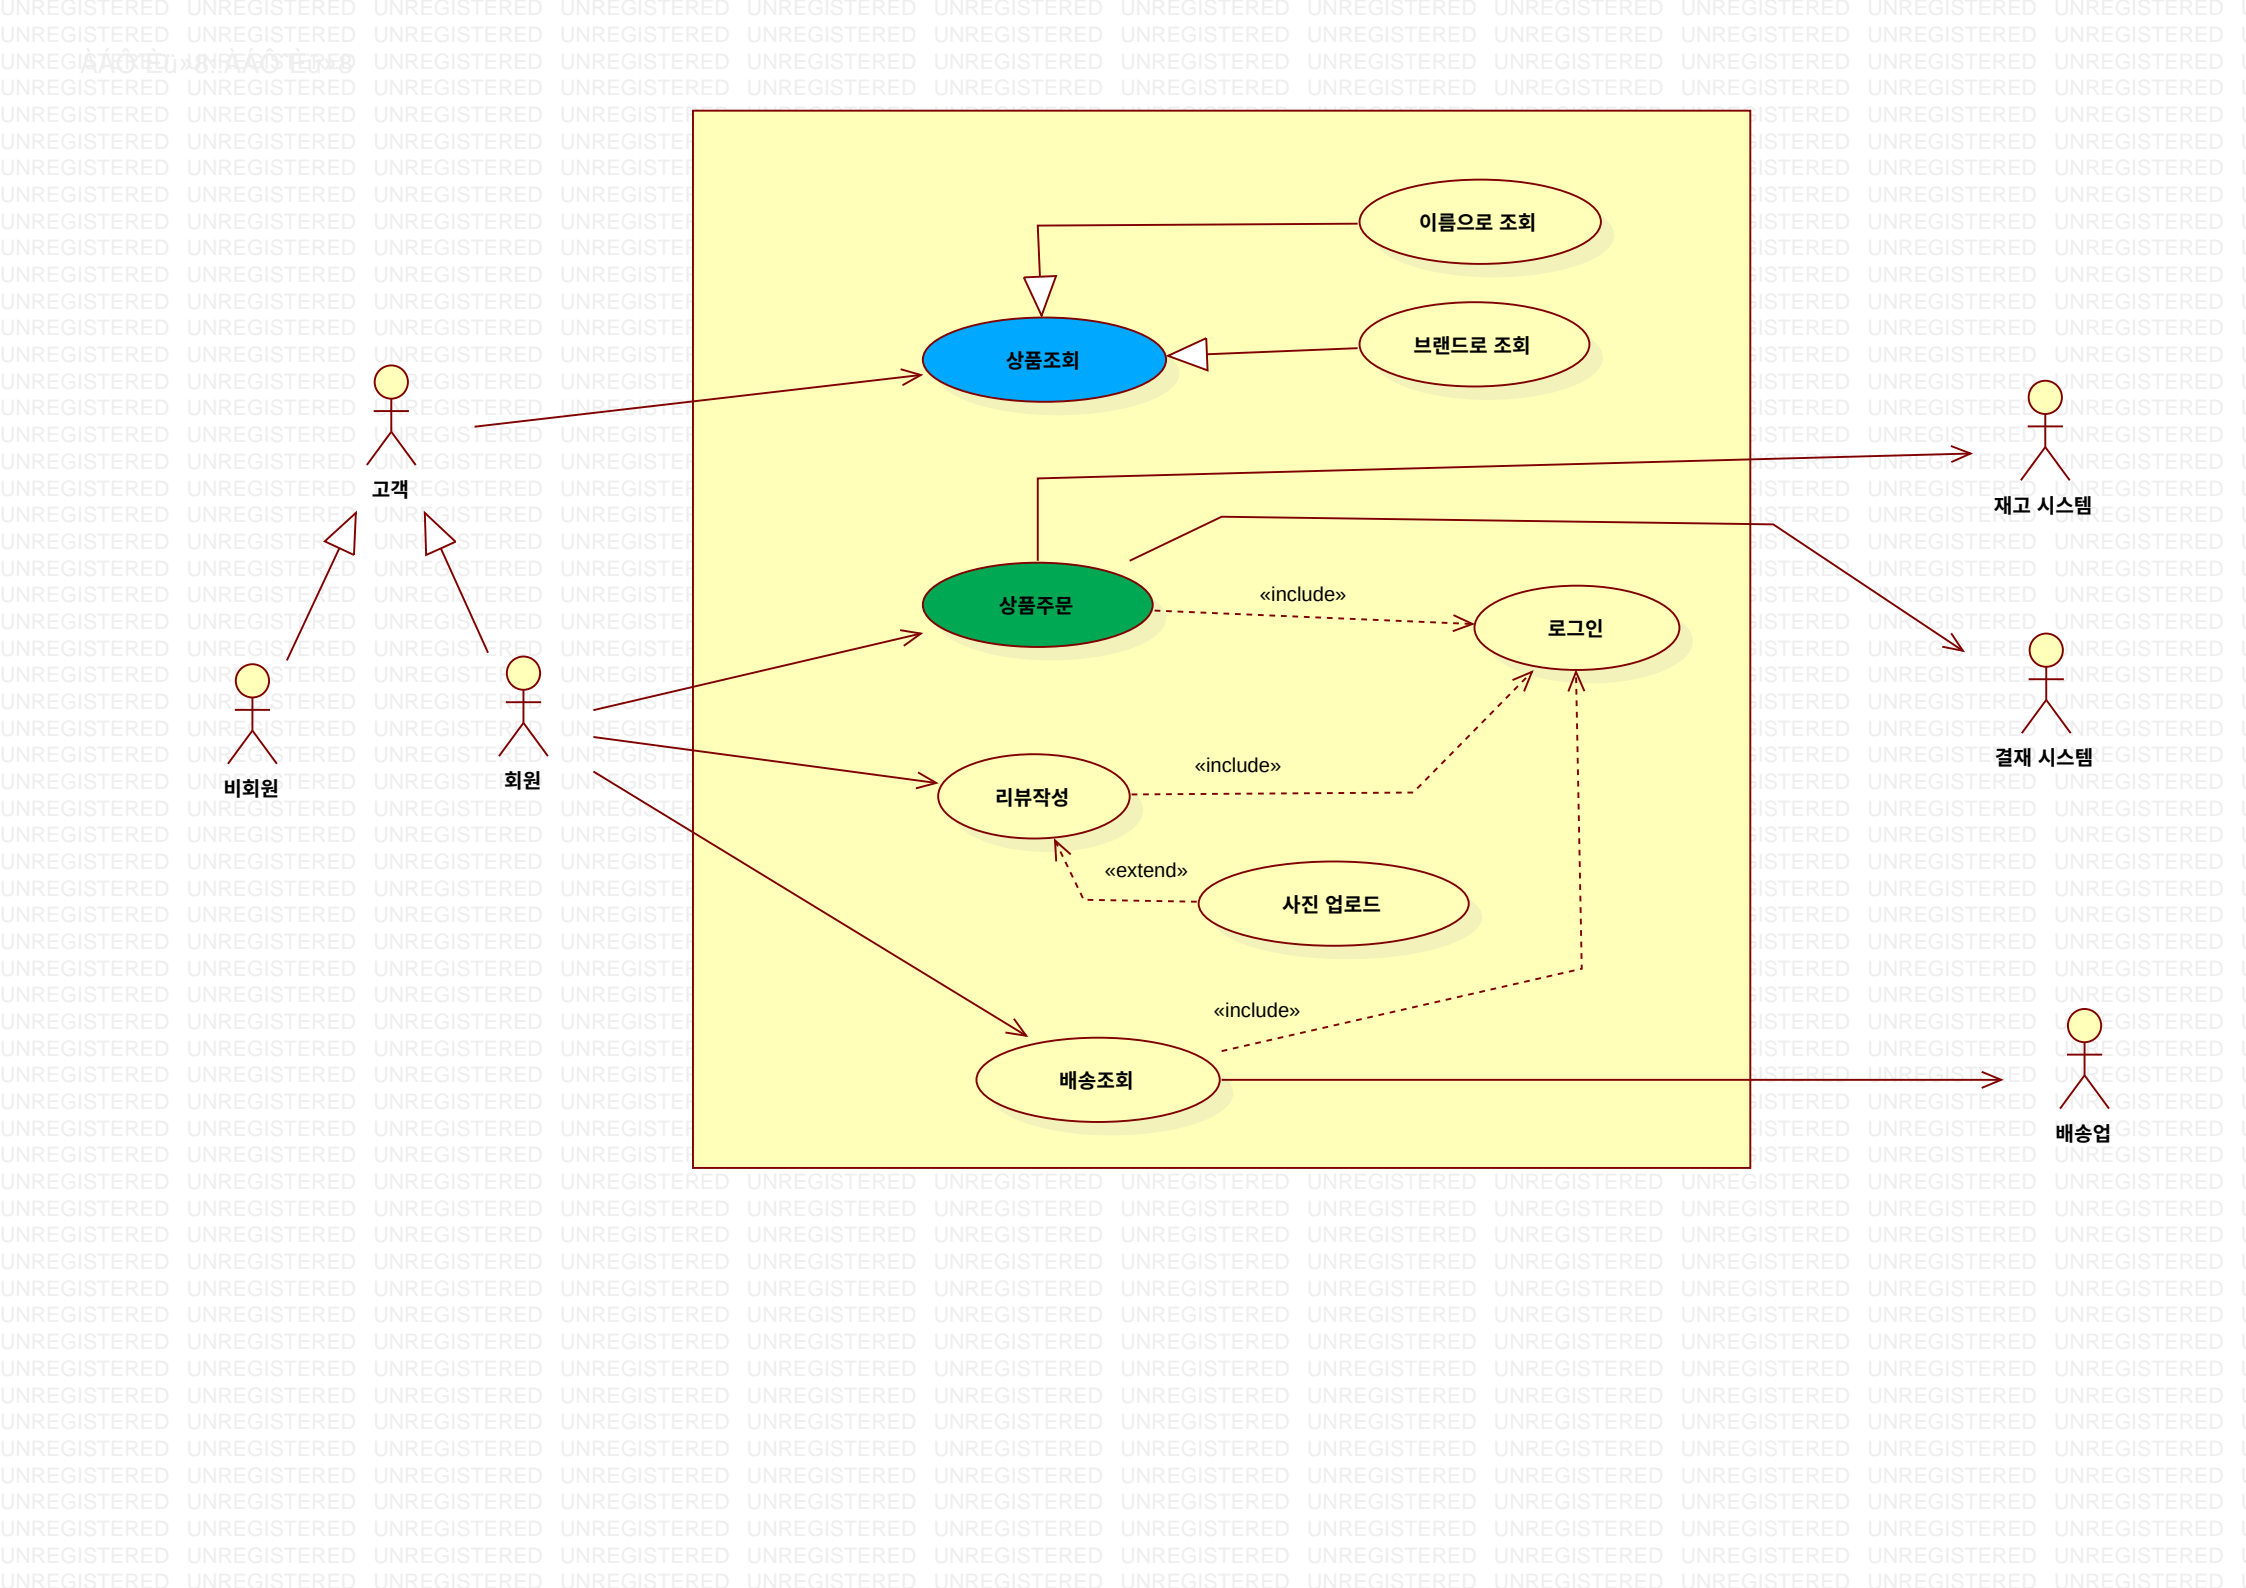 이름으로 조회
브랜드로 조회
상품조회
고객
재고 시스템
상품주문
«include»
로그인
비회원
회원
결재 시스템
리뷰작성
«include»
«extend»
사진 업로드
«include»
배송조회
배송업
UNREGISTERED